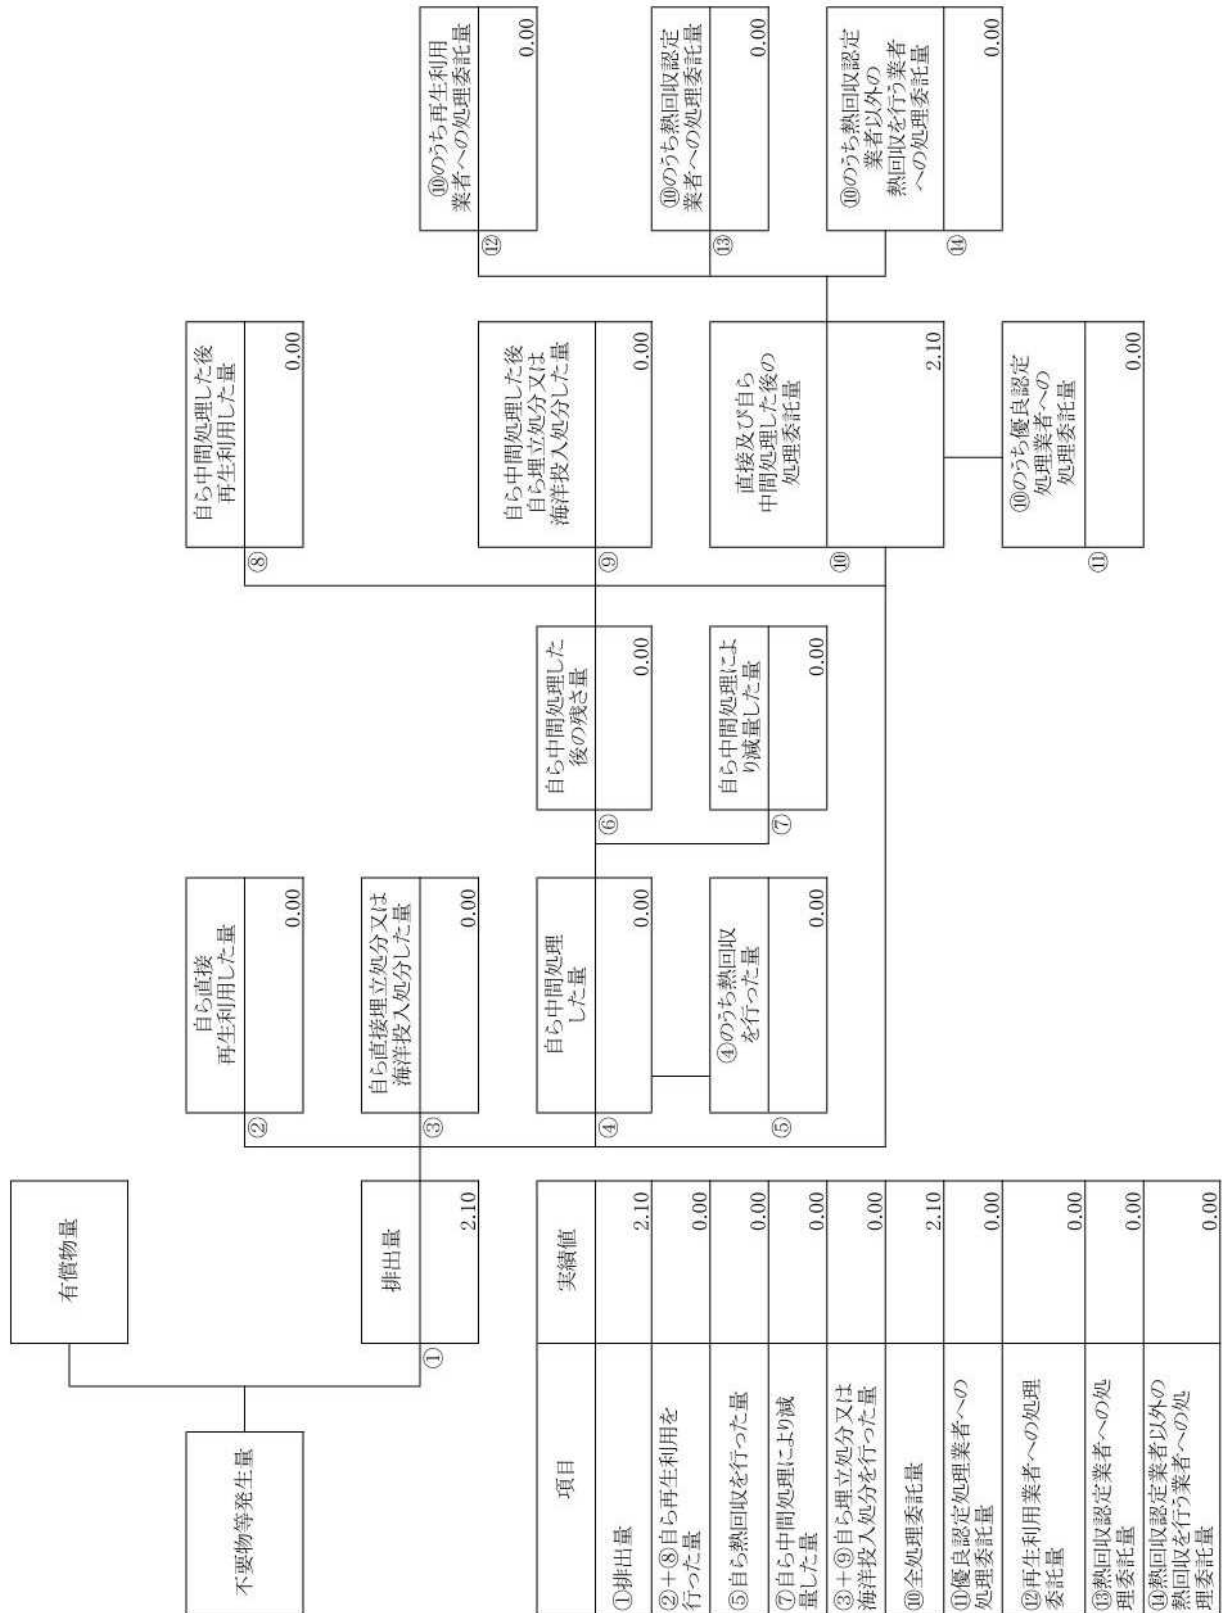 不要物等発生量
有償物量
①
排出量
2.10
②
自ら直接
再生利用した量
0.00
③
自ら直接埋立処分又は
海洋投入処分した量
0.00
④
自ら中間処理
した量
0.00
⑤
④のうち熱回収
を行った量
0.00
⑥
自ら中間処理した
後の残さ量
0.00
⑦
自ら中間処理によ
り減量した量
0.00
⑧
自ら中間処理した後
再生利用した量
0.00
⑨
自ら中間処理した後
自ら埋立処分又は
海洋投入処分した量
0.00
⑩
直接及び自ら
中間処理した後の
処理委託量
2.10
⑪
⑩のうち優良認定
処理業者への
処理委託量
0.00
⑫
⑩のうち再生利用
業者への処理委託量
0.00
⑬
⑩のうち熱回収認定
業者への処理委託量
0.00
⑭
⑩のうち熱回収認定
業者以外の
熱回収を行う業者
への処理委託量
0.00
項目 実績値
①排出量 2.10
②+⑧自ら再生利用を
行った量 0.00
⑤自ら熱回収を行った量 0.00
⑦自ら中間処理により減
量した量 0.00
③+⑨自ら埋立処分又は
海洋投入処分を行った量 0.00
⑩全処理委託量 2.10
⑪優良認定処理業者への
処理委託量 0.00
⑫再生利用業者への処理
委託量 0.00
⑬熱回収認定業者への処
理委託量 0.00
⑭熱回収認定業者以外の
熱回収を行う業者への処
理委託量 0.00